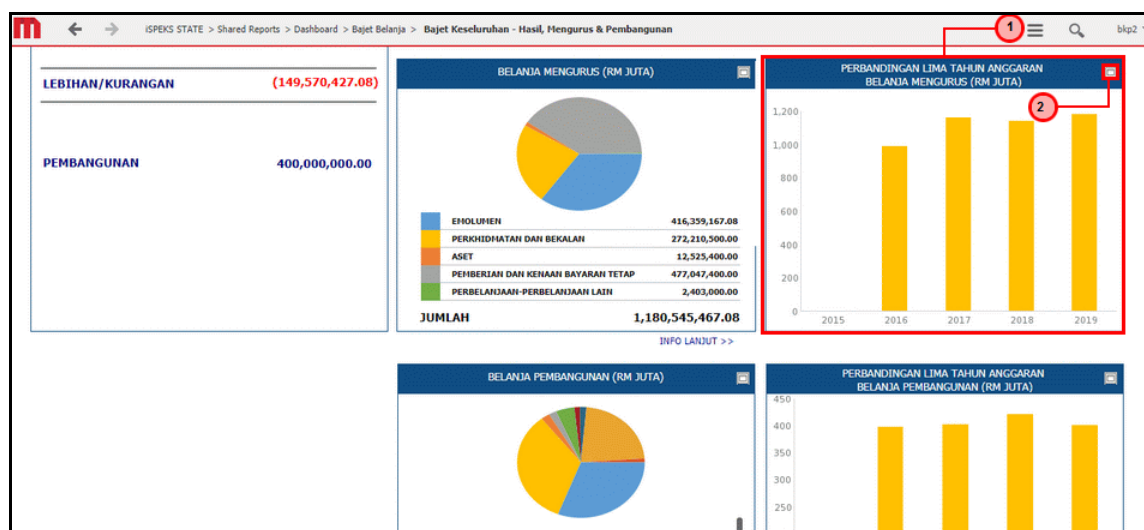 iSPEKS STATE > Shared Reports > Dashboard > Bajet Belanja > Bajet Keseluruhan - Hasil, Mengurus & Pembangunan
1
bkp2
LEBIHAN/KURANGAN (149,570,427.08)
PEMBANGUNAN 400,000,000.00
BELANJA MENGURUS (RM JUTA)
EMOLUMEN 416,359,167.08
PERKHIDMATAN DAN BEKALAN 272,210,500.00
ASET 12,525,400.00
PEMBERIAN DAN KENAAN BAYARAN TETAP 477,047,400.00
PERBELANJAAN-PERBELANJAAN LAIN 2,403,000.00
JUMLAH 1,180,545,467.08
INFO LANJUT >>
PERBANDINGAN LIMA TAHUN ANGGARAN
BELANJA MENGURUS (RM JUTA)
2
1,200
1,000
800
600
400
200
0
2015 2016 2017 2018 2019
BELANJA PEMBANGUNAN (RM JUTA)
PERBANDINGAN LIMA TAHUN ANGGARAN
BELANJA PEMBANGUNAN (RM JUTA)
450
400
350
300
250